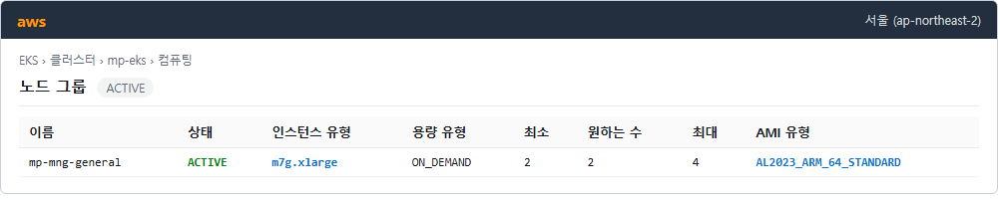 aws 서울 (ap-northeast-2)
EKS › 클러스터 › mp-eks › 컴퓨팅
노드 그룹 ACTIVE
이름 상태 인스턴스 유형 용량 유형 최소 원하는 수 최대 AMI 유형
mp-mng-general ACTIVE m7g.xlarge ON_DEMAND 2 2 4 AL2023_ARM_64_STANDARD